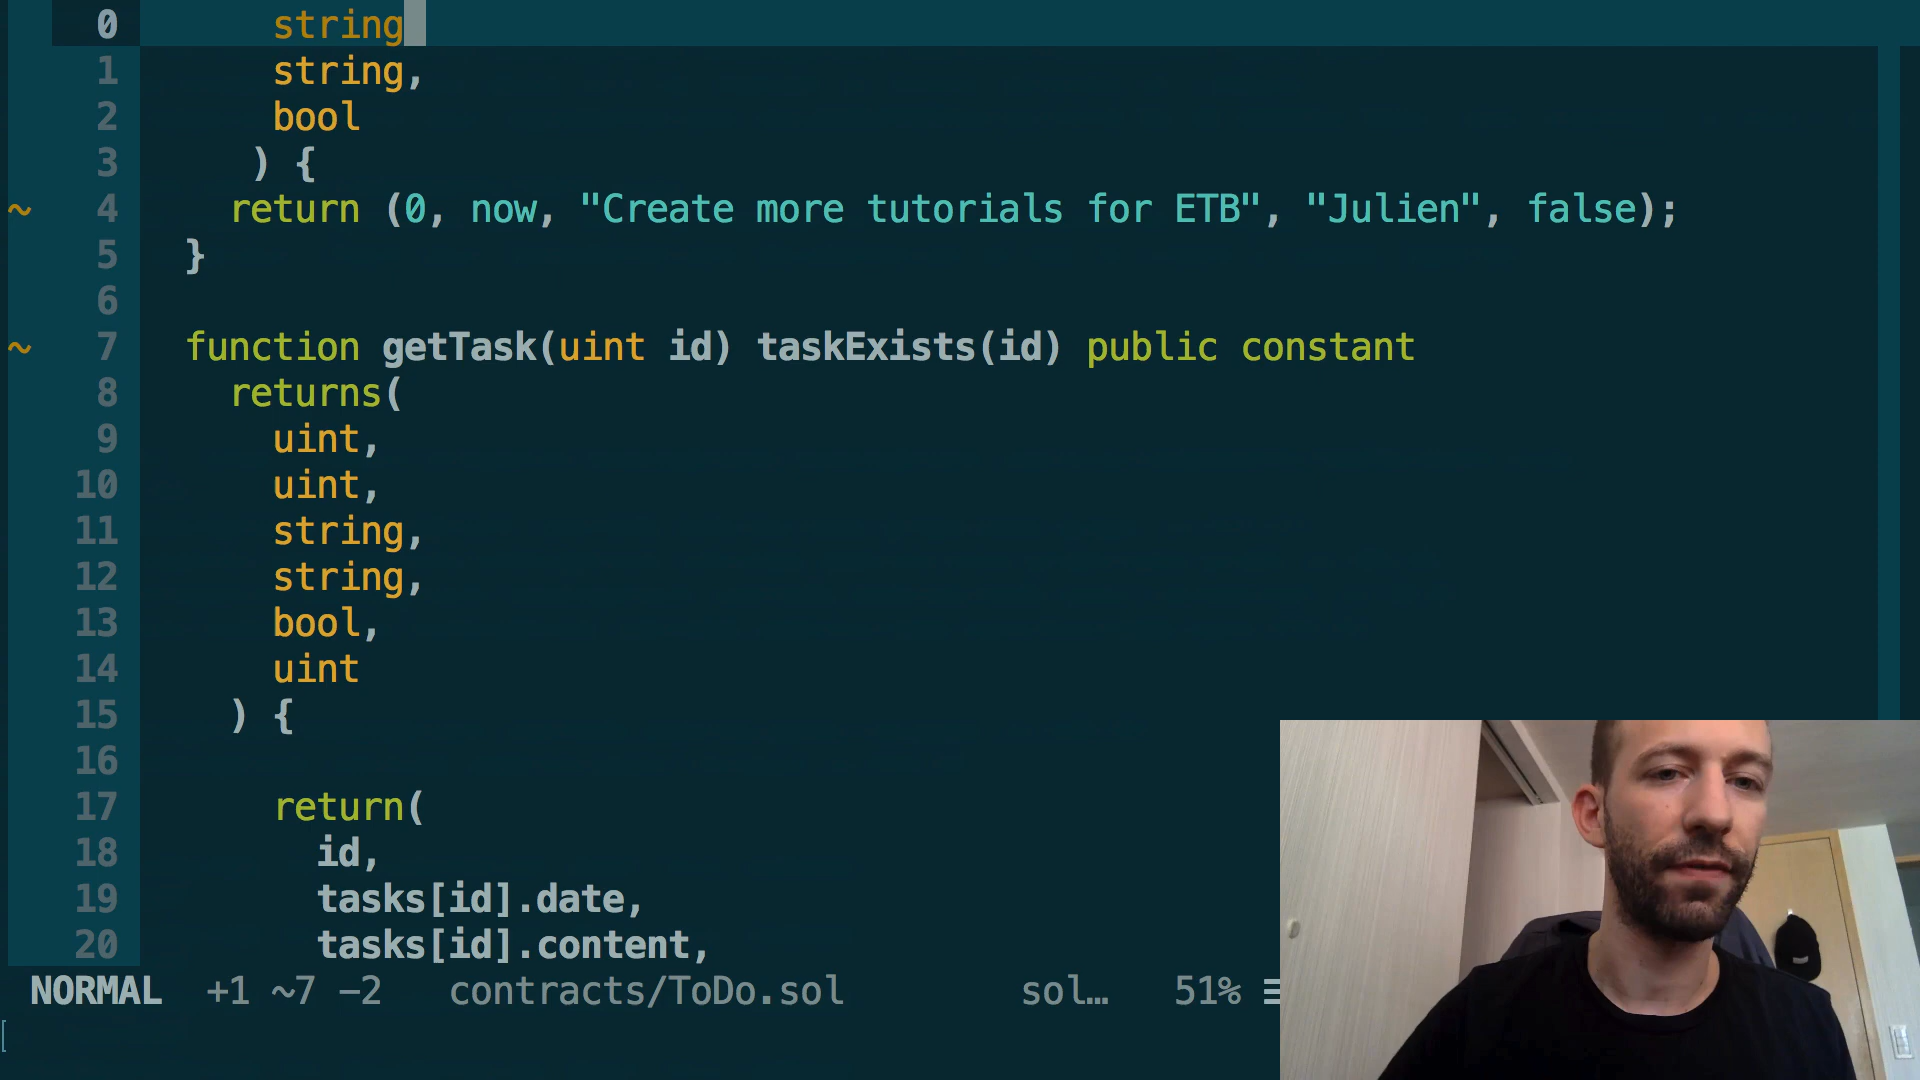 0 string
1 string,
2 bool
3 ) {
~ 4 return (0, now, "Create more tutorials for ETB", "Julien", false);
5 }
6
~ 7 function getTask(uint id) taskExists(id) public constant
8 returns(
9 uint,
10 uint,
11 string,
12 string,
13 bool,
14 uint
15 ) {
16
17 return(
18 id,
19 tasks[id].date,
20 tasks[id].content,
NORMAL +1 ~7 -2 contracts/ToDo.sol sol… 51% ☰
[